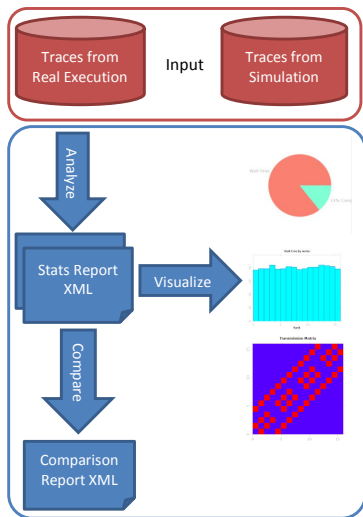 Traces from
Real Execution
Input
Traces from
Simulation
Analyze
Stats Report
XML
Visualize
Transmission Matrix
Compare
Comparison
Report XML